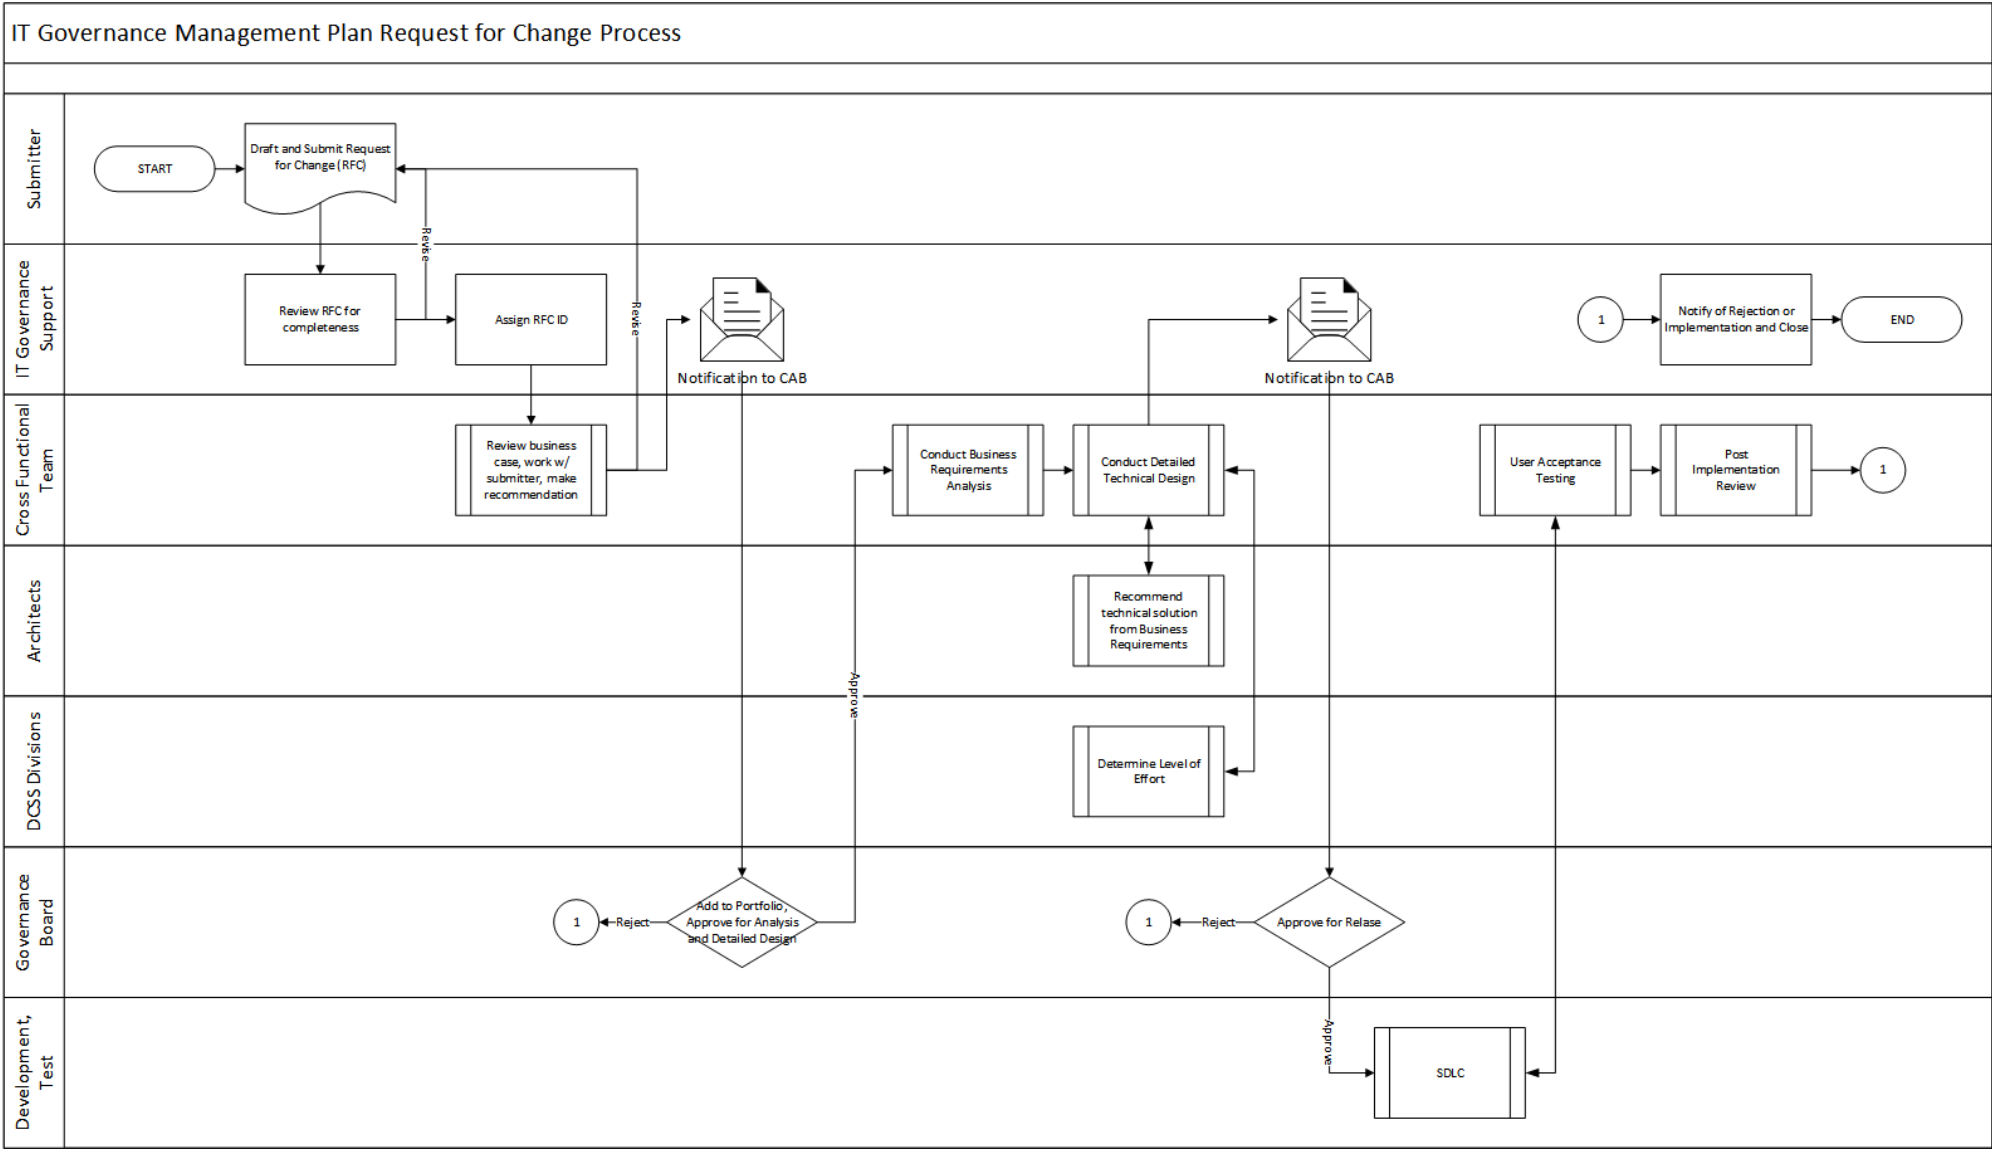 IT Governance Management Plan Request for Change Process
Submitter
START
Draft and Submit Request
for Change (RFC)
Revise
IT Governance
Support
Review RFC for
completeness
Assign RFC ID
Revise
Notification to CAB
Notification to CAB
1
Notify of Rejection or
Implementation and Close
END
Cross Functional
Team
Review business
case, work w/
submitter, make
recommendation
Conduct Business
Requirements
Analysis
Conduct Detailed
Technical Design
User Acceptance
Testing
Post
Implementation
Review
1
Architects
Recommend
technical solution
from Business
Requirements
Approve
DCSS Divisions
Determine Level of
Effort
Governance
Board
1
Reject
Add to Portfolio,
Approve for Analysis
and Detailed Design
1
Reject
Approve for Relase
Development,
Test
Approve
SDLC